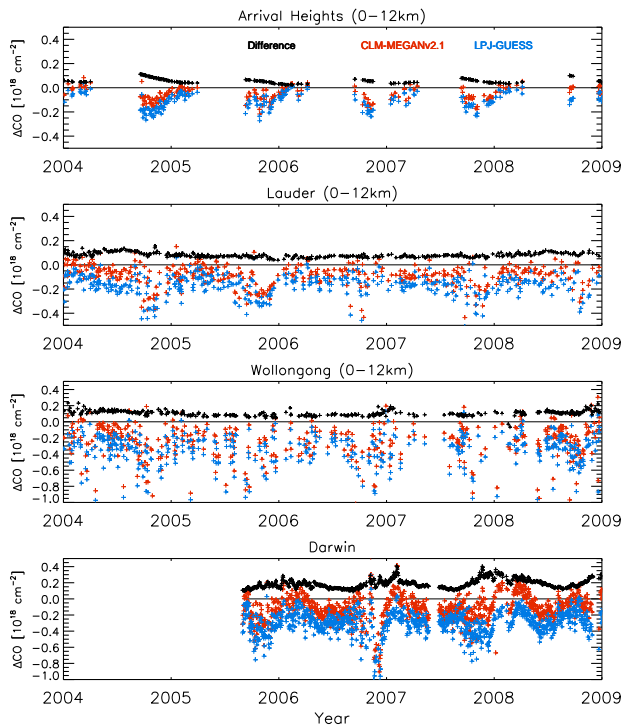 Arrival Heights (0−12km)
Difference CLM-MEGANv2.1 LPJ-GUESS
ΔCO [10¹⁸ cm⁻²]
0.4
0.2
0.0
−0.2
−0.4
2004 2005 2006 2007 2008 2009
Lauder (0−12km)
ΔCO [10¹⁸ cm⁻²]
0.4
0.2
0.0
−0.2
−0.4
2004 2005 2006 2007 2008 2009
Wollongong (0−12km)
ΔCO [10¹⁸ cm⁻²]
0.4
0.2
0.0
−0.2
−0.4
−0.6
−0.8
−1.0
2004 2005 2006 2007 2008 2009
Darwin
ΔCO [10¹⁸ cm⁻²]
0.4
0.2
0.0
−0.2
−0.4
−0.6
−0.8
−1.0
2004 2005 2006 2007 2008 2009
Year